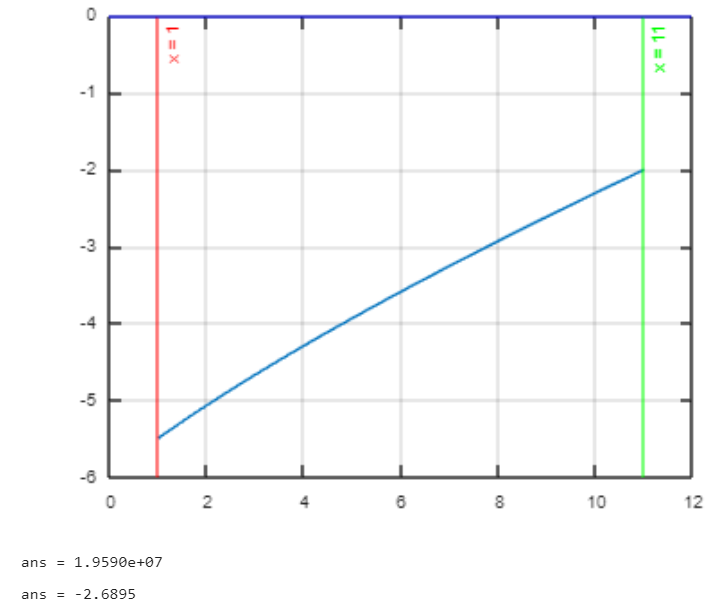 0
x = 1
x = 11
-1
-2
-3
-4
-5
-6
0 2 4 6 8 10 12
ans = 1.9590e+07
ans = -2.6895